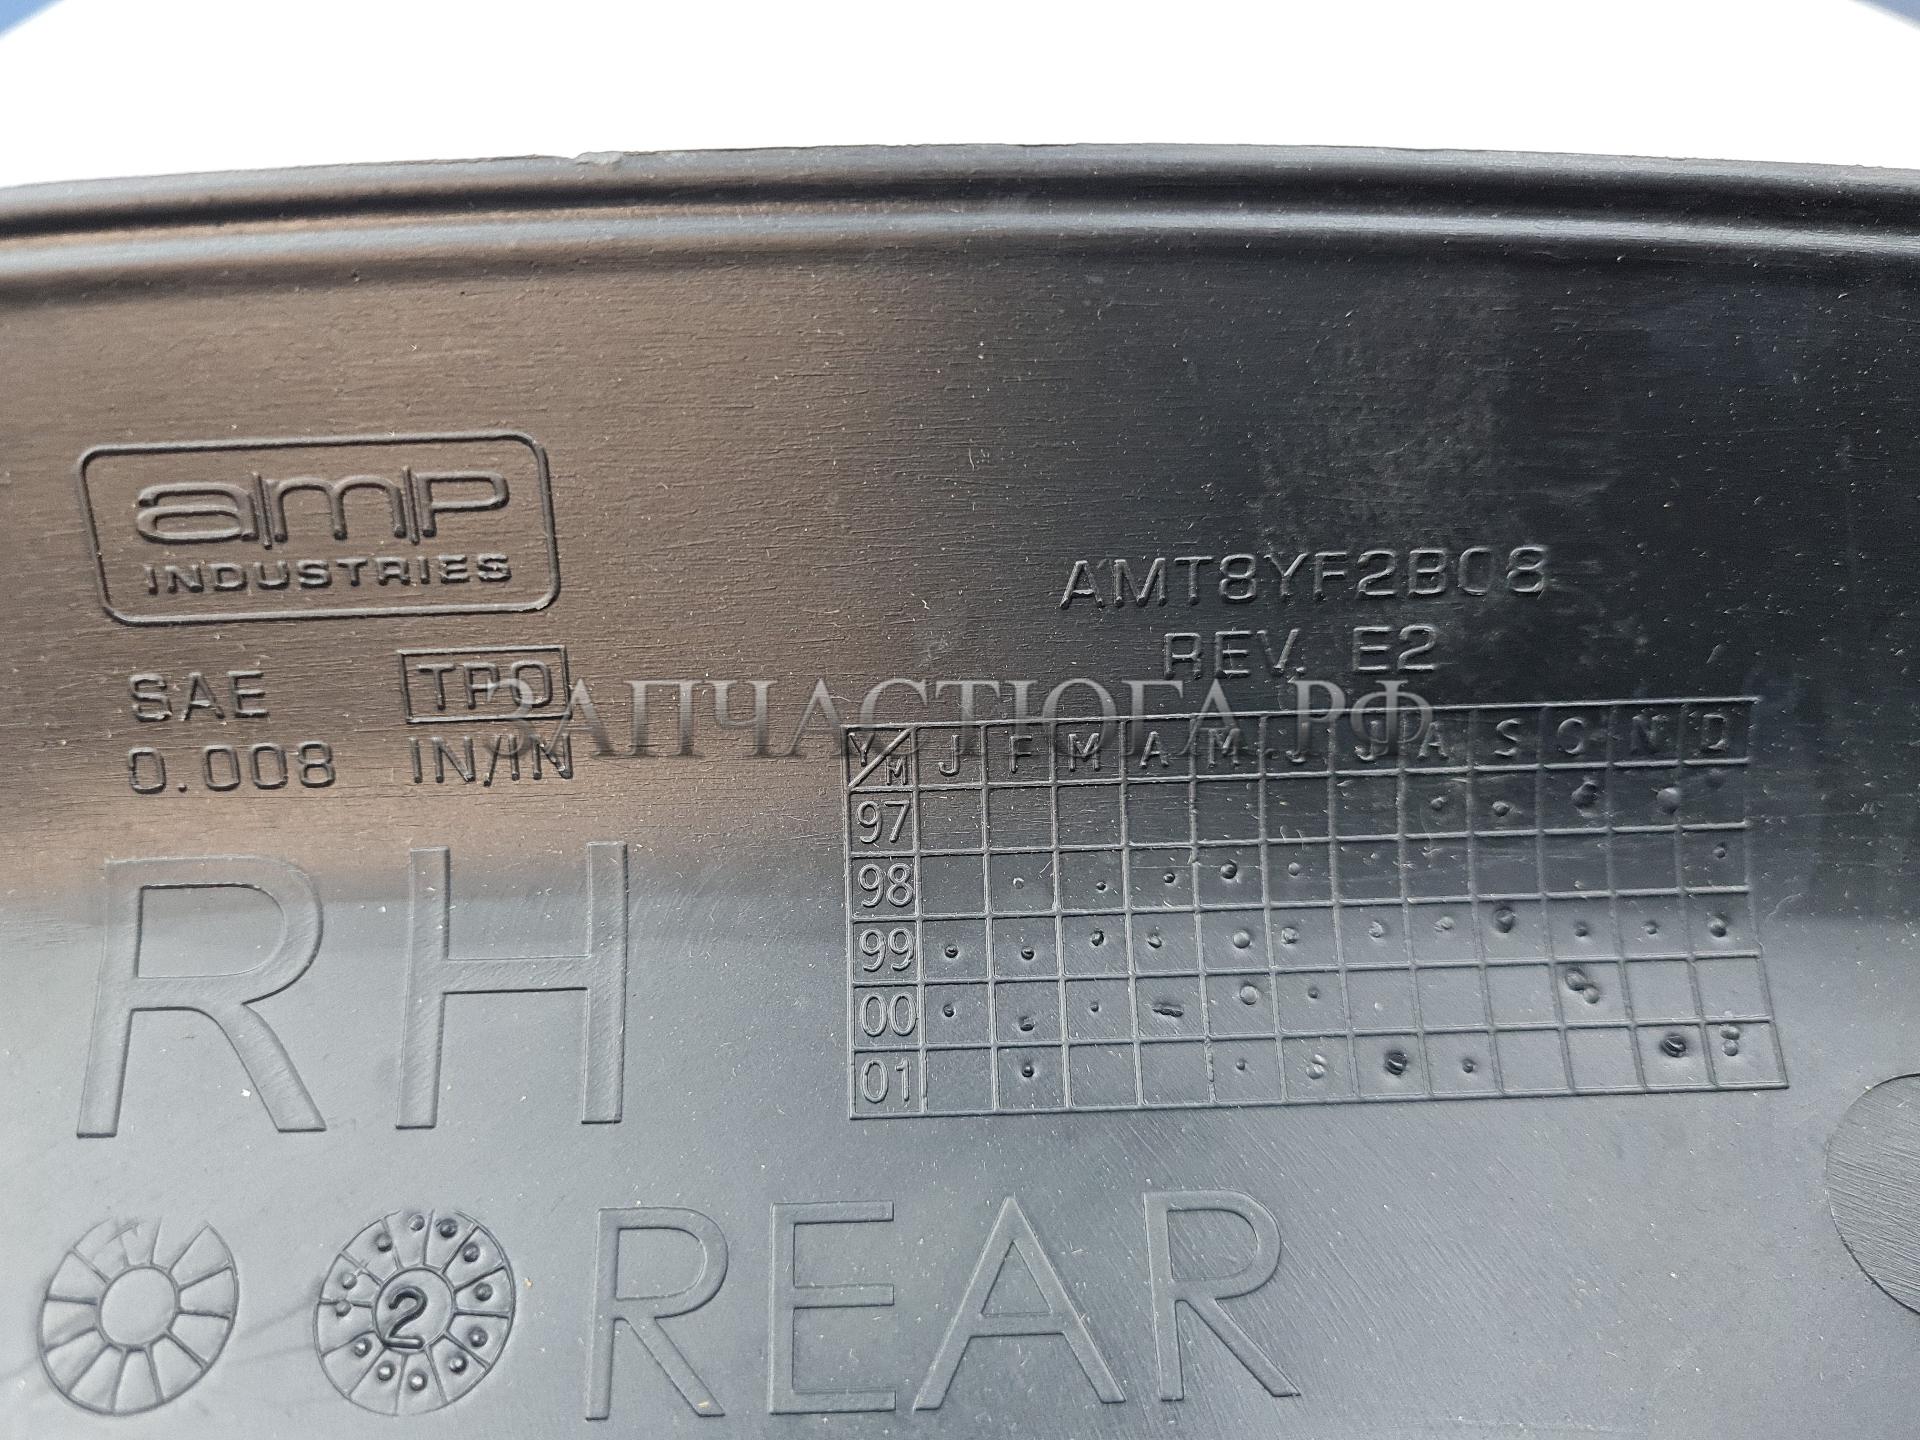 amp
INDUSTRIES
AMT8YF2B08
REV. E2
SAE TPO
0.008 IN/IN
ЗАПЧАСТЮГА.РФ
Y/M J F M A M J J A S O N D
97
98
99
00
01
RH
2
REAR